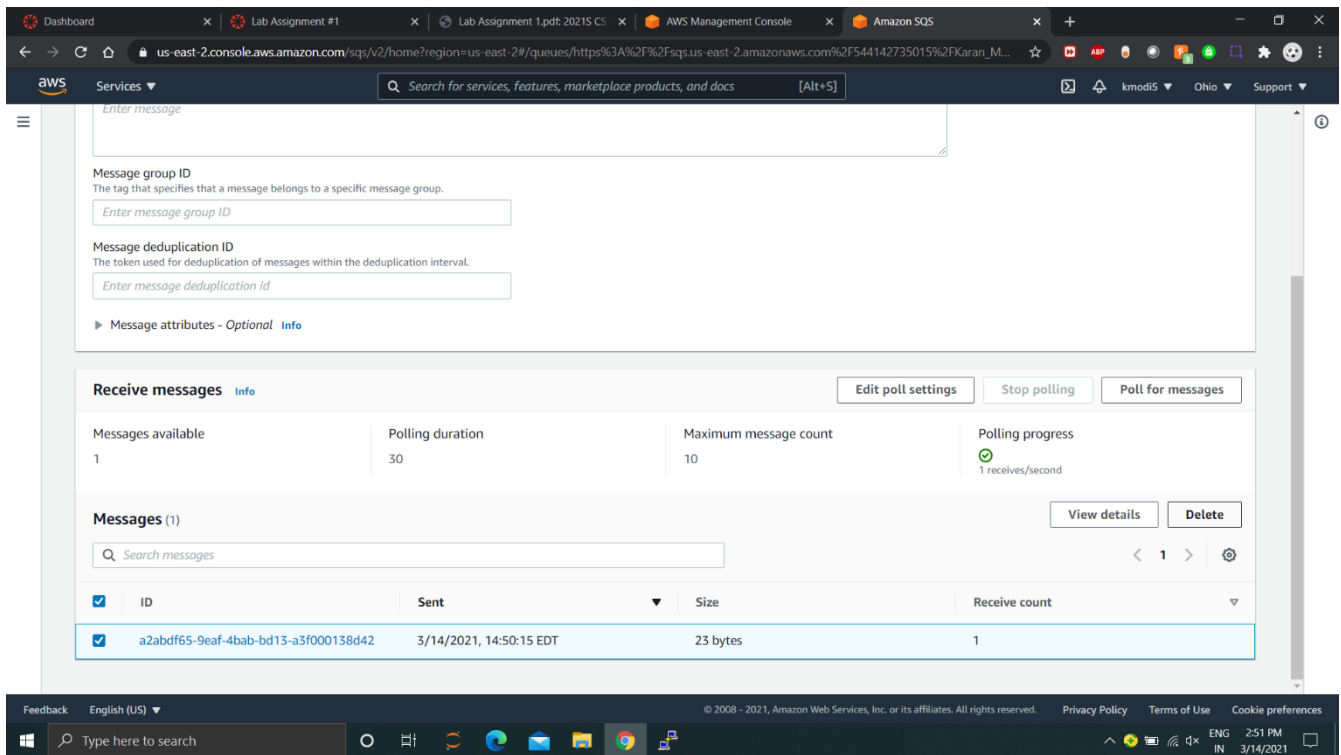 Dashboard
Lab Assignment #1
Lab Assignment 1.pdf: 2021S CS
AWS Management Console
Amazon SQS
us-east-2.console.aws.amazon.com/sqs/v2/home?region=us-east-2#/queues/https%3A%2F%2Fsqs.us-east-2.amazonaws.com%2F544142735015%2FKaran_M...
ABP
3
aws
Services
Search for services, features, marketplace products, and docs
[Alt+S]
kmodi5
Ohio
Support
Enter message
Message group ID
The tag that specifies that a message belongs to a specific message group.
Enter message group ID
Message deduplication ID
The token used for deduplication of messages within the deduplication interval.
Enter message deduplication id
Message attributes - Optional Info
Receive messages Info
Edit poll settings
Stop polling
Poll for messages
Messages available
Polling duration
Maximum message count
Polling progress
1
30
10
1 receives/second
Messages (1)
View details
Delete
Search messages
1
ID
Sent
Size
Receive count
a2abdf65-9eaf-4bab-bd13-a3f000138d42
3/14/2021, 14:50:15 EDT
23 bytes
1
Feedback
English (US)
© 2008 - 2021, Amazon Web Services, Inc. or its affiliates. All rights reserved.
Privacy Policy
Terms of Use
Cookie preferences
Type here to search
ENG
IN
2:51 PM
3/14/2021